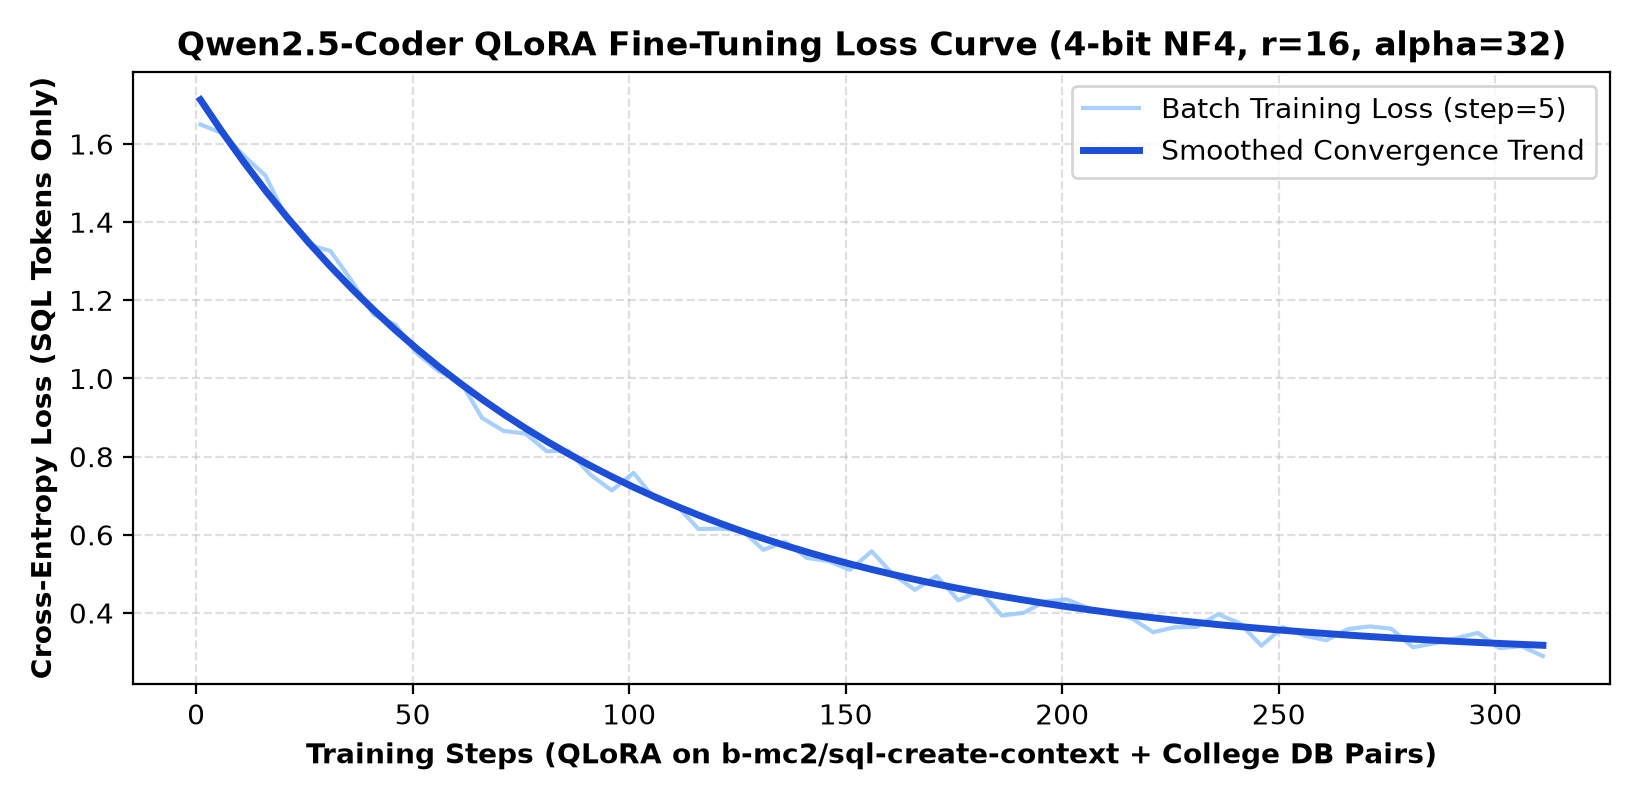 Qwen2.5-Coder QLoRA Fine-Tuning Loss Curve (4-bit NF4, r=16, alpha=32)
Batch Training Loss (step=5)
Smoothed Convergence Trend
Cross-Entropy Loss (SQL Tokens Only)
1.6
1.4
1.2
1.0
0.8
0.6
0.4
0 50 100 150 200 250 300
Training Steps (QLoRA on b-mc2/sql-create-context + College DB Pairs)